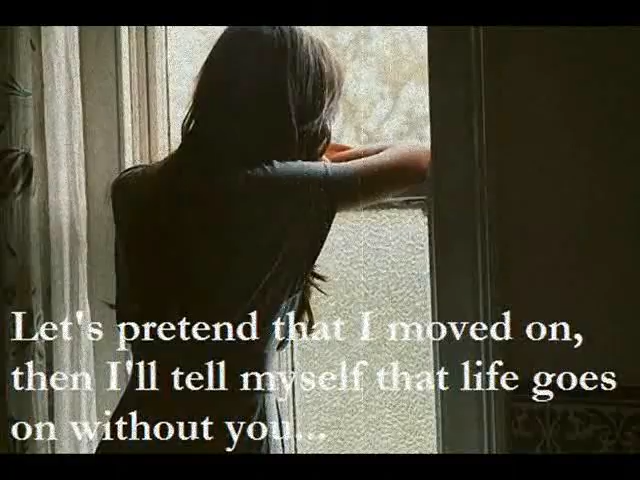 Let's pretend that I moved on,
then I'll tell myself that life goes
on without you...